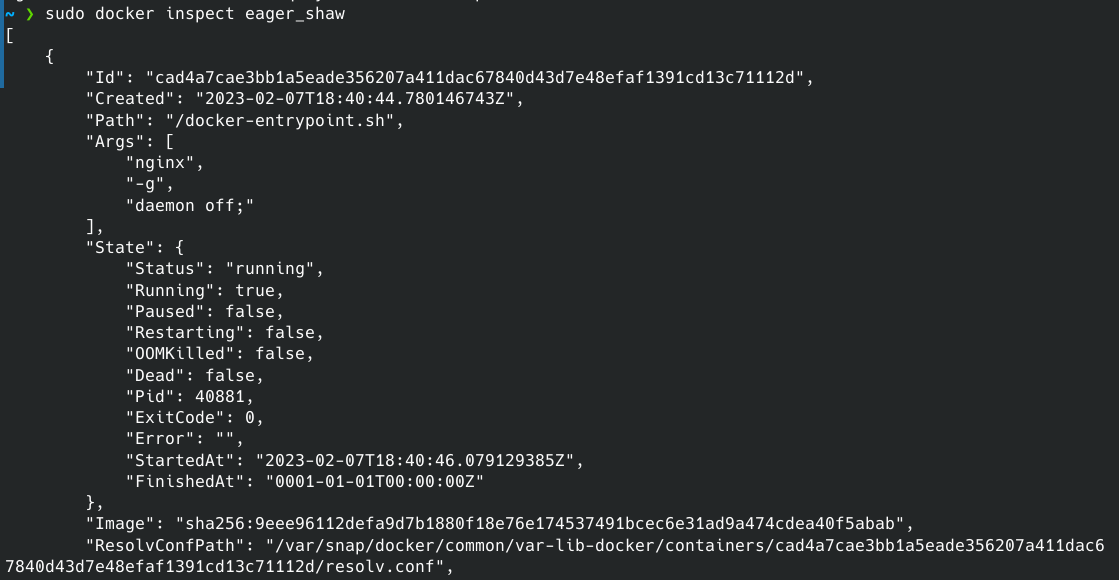 ~ ❯ sudo docker inspect eager_shaw
[
    {
        "Id": "cad4a7cae3bb1a5eade356207a411dac67840d43d7e48efaf1391cd13c71112d",
        "Created": "2023-02-07T18:40:44.780146743Z",
        "Path": "/docker-entrypoint.sh",
        "Args": [
            "nginx",
            "-g",
            "daemon off;"
        ],
        "State": {
            "Status": "running",
            "Running": true,
            "Paused": false,
            "Restarting": false,
            "OOMKilled": false,
            "Dead": false,
            "Pid": 40881,
            "ExitCode": 0,
            "Error": "",
            "StartedAt": "2023-02-07T18:40:46.079129385Z",
            "FinishedAt": "0001-01-01T00:00:00Z"
        },
        "Image": "sha256:9eee96112defa9d7b1880f18e76e174537491bcec6e31ad9a474cdea40f5abab",
        "ResolvConfPath": "/var/snap/docker/common/var-lib-docker/containers/cad4a7cae3bb1a5eade356207a411dac6
7840d43d7e48efaf1391cd13c71112d/resolv.conf",